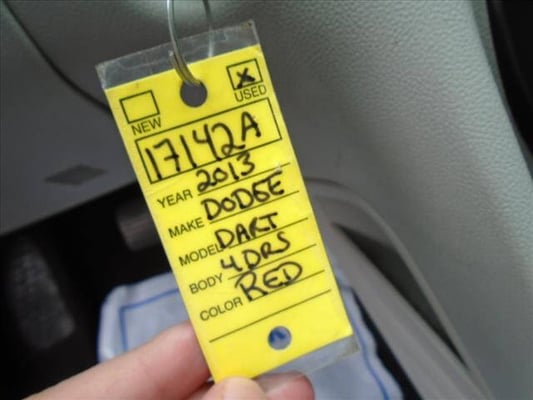 X
NEW USED
17142A
YEAR 2013
MAKE DODGE
MODEL DART
BODY 4DRS
COLOR RED